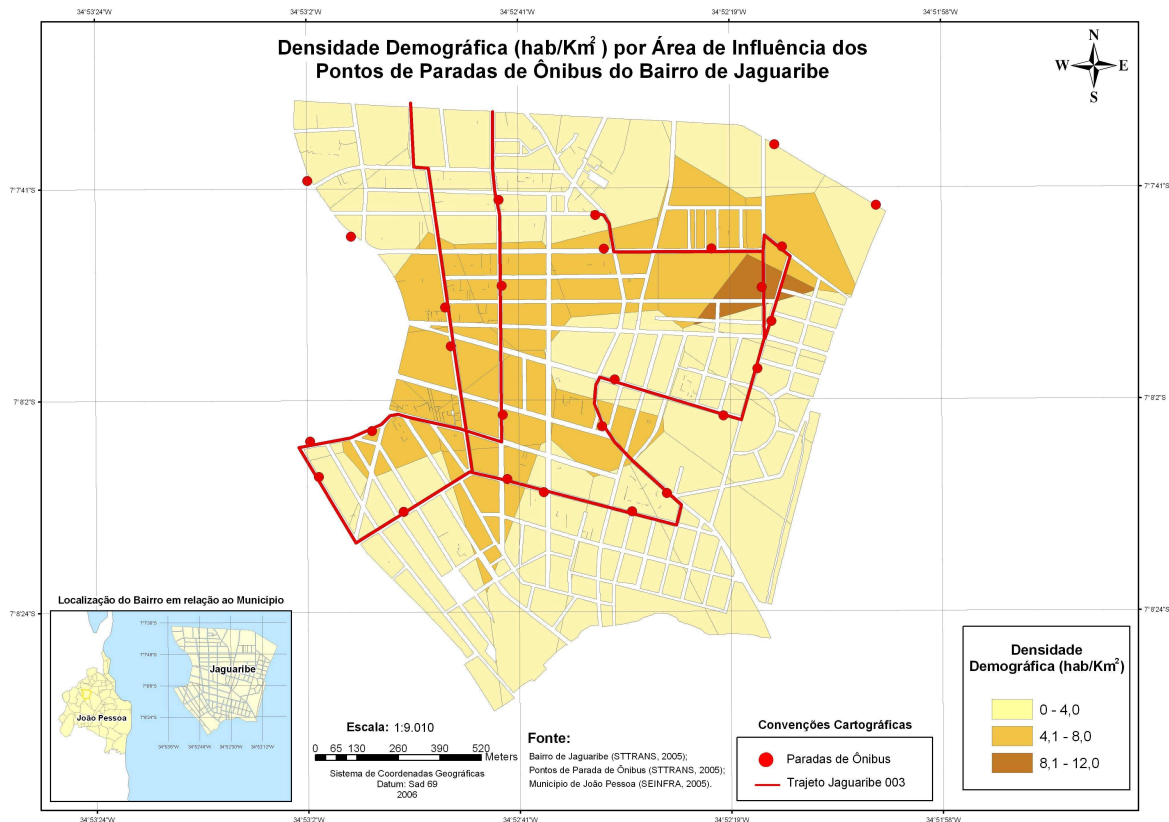 34°53'24"W 34°53'2"W 34°52'41"W 34°52'19"W 34°51'58"W
Densidade Demográfica (hab/Km²) por Área de Influência dos
Pontos de Paradas de Ônibus do Bairro de Jaguaribe
N
W E
S
7°7'41"S 7°7'41"S
7°8'2"S 7°8'2"S
7°8'24"S 7°8'24"S
Localização do Bairro em relação ao Municipio
Jaguaribe
João Pessoa
Escala: 1:9.010
0 65 130 260 390 520
Meters
Sistema de Coordenadas Geográficas
Datum: Sad 69
2006
Fonte:
Bairro de Jaguaribe (STTRANS, 2005);
Pontos de Parada de Ônibus (STTRANS, 2005);
Município de João Pessoa (SEINFRA, 2005).
Convenções Cartográficas
Paradas de Ônibus
Trajeto Jaguaribe 003
Densidade
Demográfica (hab/Km²)
0 - 4,0
4,1 - 8,0
8,1 - 12,0
34°53'24"W 34°53'2"W 34°52'41"W 34°52'19"W 34°51'58"W